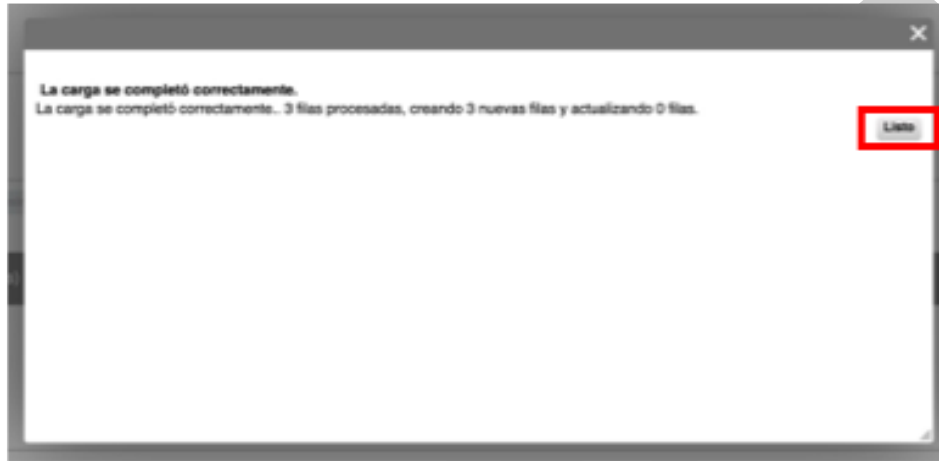 La carga se completó correctamente.
La carga se completó correctamente.. 3 filas procesadas, creando 3 nuevas filas y actualizando 0 filas.
Listo